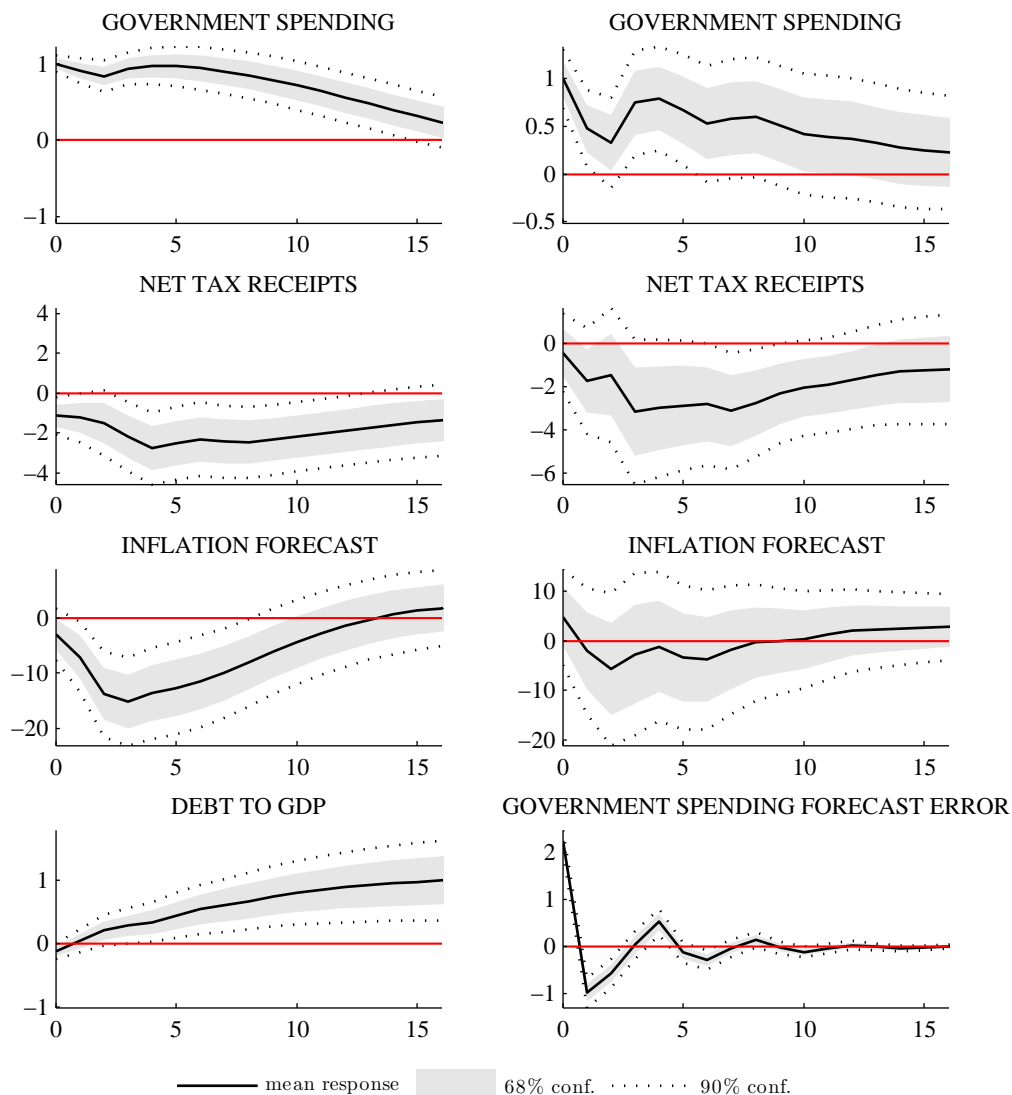 GOVERNMENT SPENDING
1
0
−1
0 5 10 15
GOVERNMENT SPENDING
1
0.5
0
−0.5
0 5 10 15
NET TAX RECEIPTS
4
2
0
−2
−4
0 5 10 15
NET TAX RECEIPTS
0
−2
−4
−6
0 5 10 15
INFLATION FORECAST
0
−10
−20
0 5 10 15
INFLATION FORECAST
10
0
−10
−20
0 5 10 15
DEBT TO GDP
1
0
−1
0 5 10 15
GOVERNMENT SPENDING FORECAST ERROR
2
1
0
−1
0 5 10 15
mean response 68% conf. 90% conf.